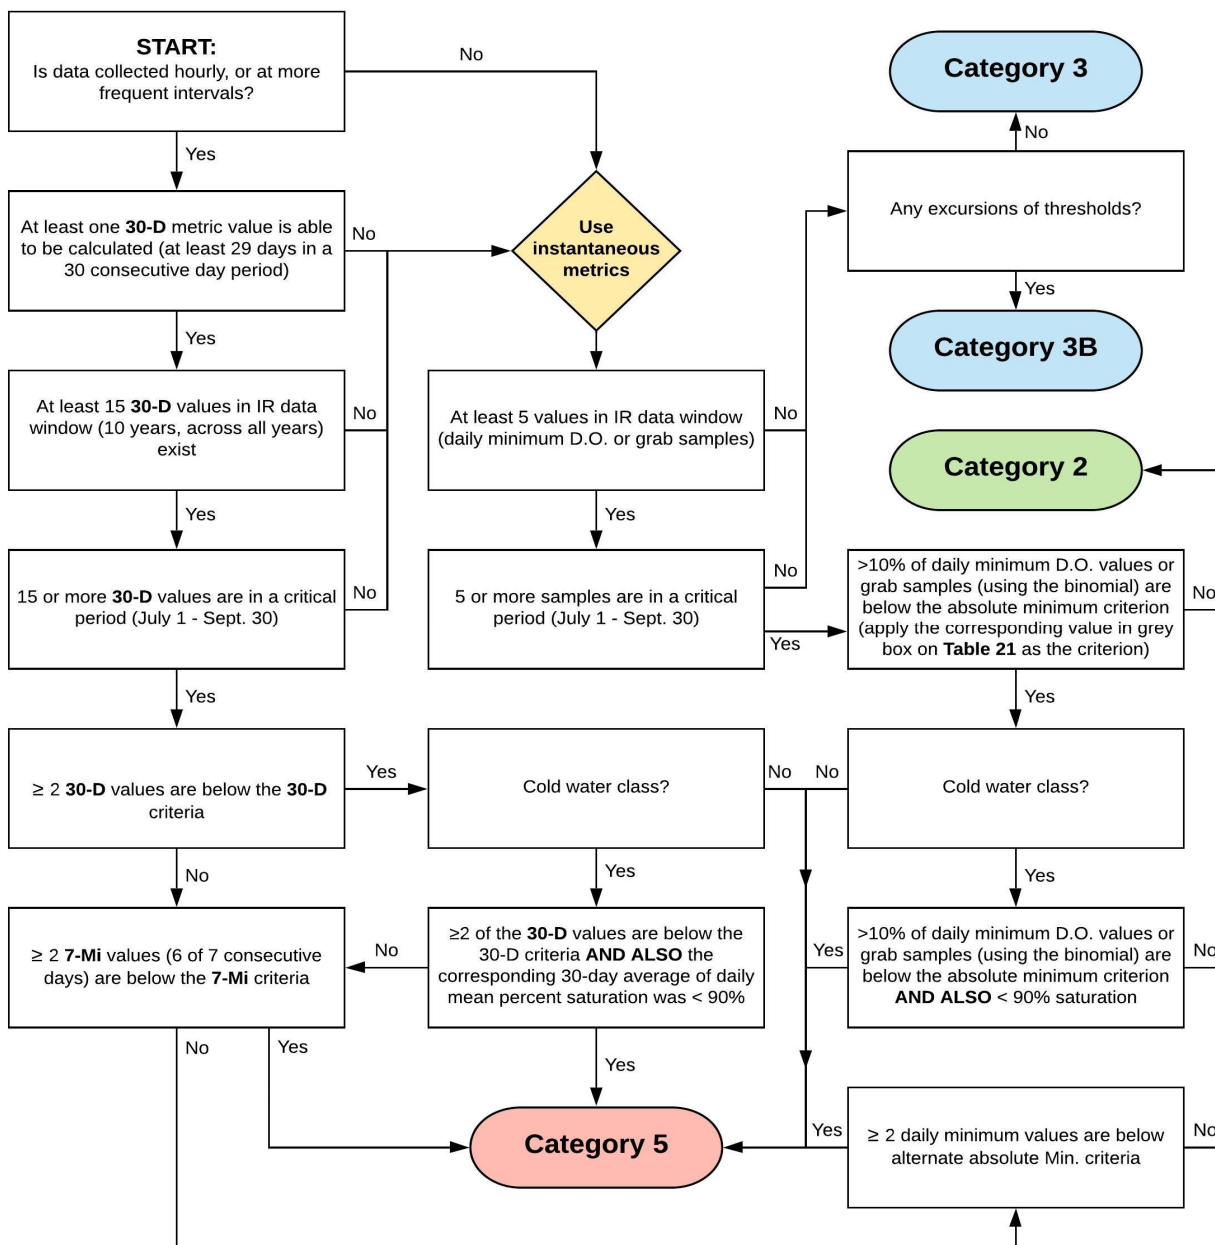 START:
Is data collected hourly, or at more
frequent intervals?
No
Yes
Category 3
No
Any excursions of thresholds?
Yes
Category 3B
At least one 30-D metric value is able
to be calculated (at least 29 days in a
30 consecutive day period)
No
Yes
Use
instantaneous
metrics
At least 15 30-D values in IR data
window (10 years, across all years)
exist
No
Yes
At least 5 values in IR data window
(daily minimum D.O. or grab samples)
No
Yes
Category 2
15 or more 30-D values are in a critical
period (July 1 - Sept. 30)
No
Yes
5 or more samples are in a critical
period (July 1 - Sept. 30)
No
Yes
>10% of daily minimum D.O. values or
grab samples (using the binomial) are
below the absolute minimum criterion
(apply the corresponding value in grey
box on Table 21 as the criterion)
No
Yes
≥ 2 30-D values are below the 30-D
criteria
Yes
No
Cold water class?
No
Yes
No
Cold water class?
Yes
≥ 2 7-Mi values (6 of 7 consecutive
days) are below the 7-Mi criteria
No
Yes
No
≥2 of the 30-D values are below the
30-D criteria AND ALSO the
corresponding 30-day average of daily
mean percent saturation was < 90%
Yes
Yes
>10% of daily minimum D.O. values or
grab samples (using the binomial) are
below the absolute minimum criterion
AND ALSO < 90% saturation
No
Category 5
Yes
≥ 2 daily minimum values are below
alternate absolute Min. criteria
No